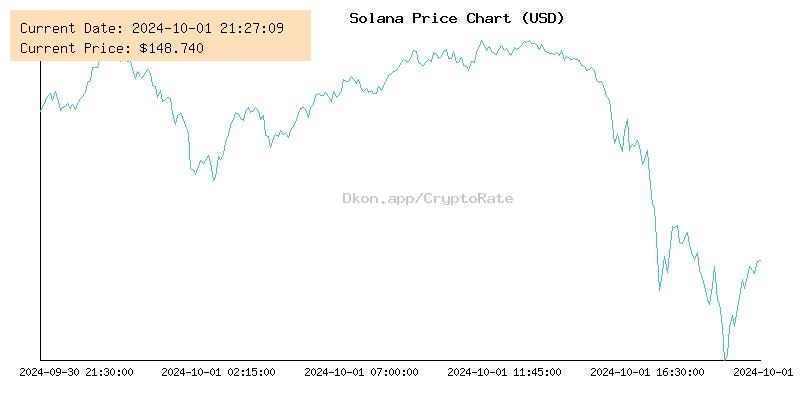 Solana Price Chart (USD)
Current Date: 2024-10-01 21:27:09
Current Price: $148.740
Dkon.app/CryptoRate
2024-09-30 21:30:00 2024-10-01 02:15:00 2024-10-01 07:00:00 2024-10-01 11:45:00 2024-10-01 16:30:00 2024-10-01